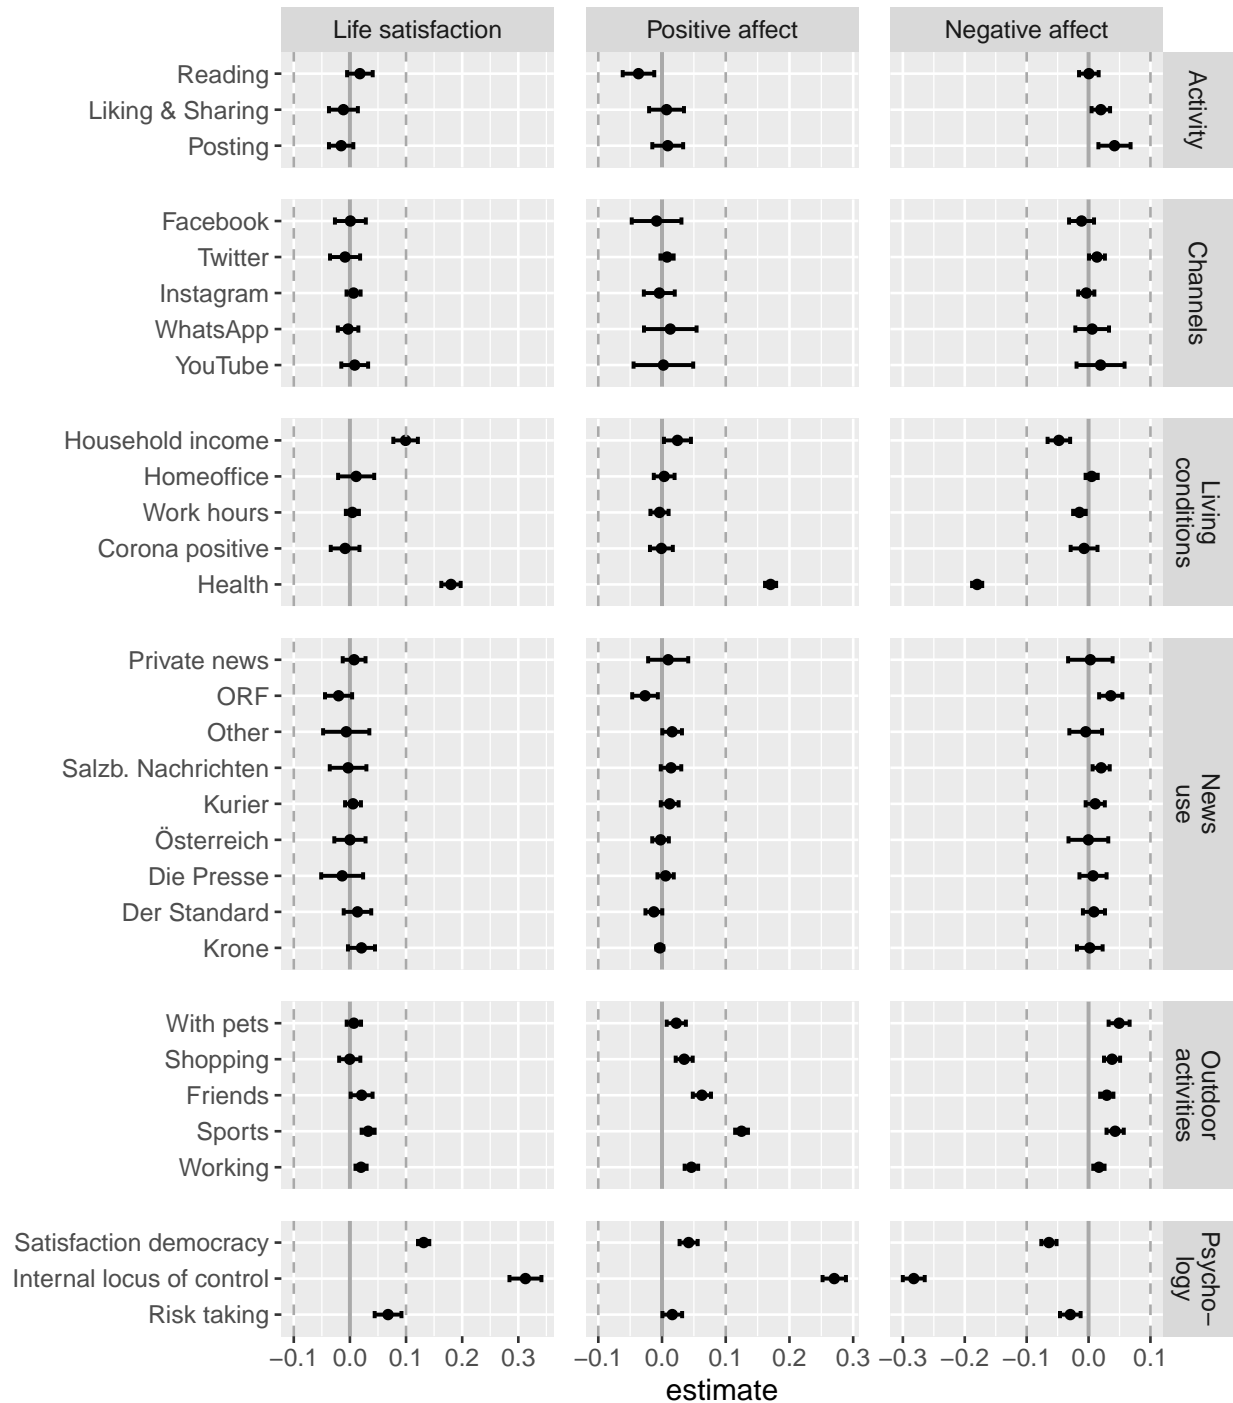 Life satisfaction
Positive affect
Negative affect
Reading
Liking & Sharing
Posting
Activity
Facebook
Twitter
Instagram
WhatsApp
YouTube
Channels
Household income
Homeoffice
Work hours
Corona positive
Health
Living
conditions
Private news
ORF
Other
Salzb. Nachrichten
Kurier
Österreich
Die Presse
Der Standard
Krone
News
use
With pets
Shopping
Friends
Sports
Working
Outdoor
activities
Satisfaction democracy
Internal locus of control
Risk taking
Psycho−
logy
−0.1 0.0 0.1 0.2 0.3
−0.1 0.0 0.1 0.2 0.3
−0.3 −0.2 −0.1 0.0 0.1
estimate